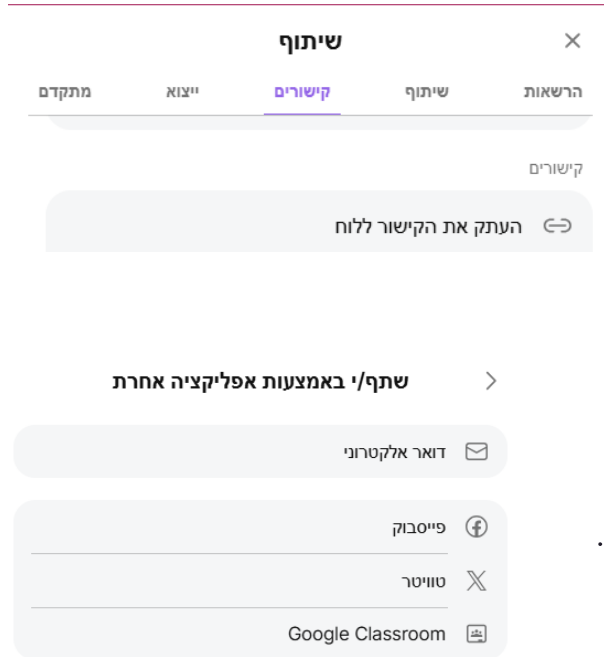 שיתוף
הרשאות שיתוף קישורים ייצוא מתקדם
קישורים
העתק את הקישור ללוח
שתף/י באמצעות אפליקציה אחרת
דואר אלקטרוני
פייסבוק
.
טוויטר
Google Classroom